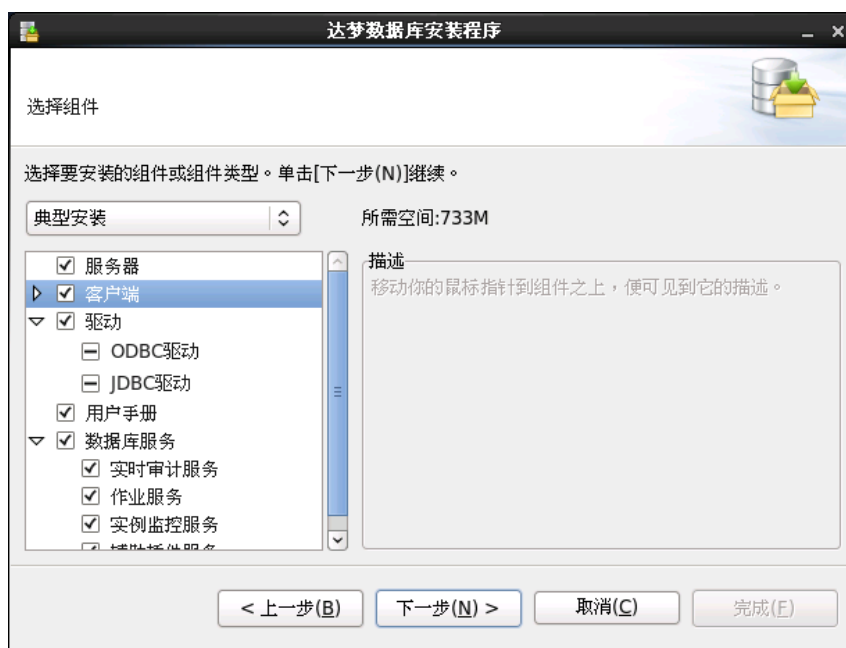 达梦数据库安装程序
选择组件
选择要安装的组件或组件类型。单击[下一步(N)]继续。
典型安装
所需空间:733M
服务器
客户端
驱动
ODBC驱动
JDBC驱动
用户手册
数据库服务
实时审计服务
作业服务
实例监控服务
描述
移动你的鼠标指针到组件之上，便可见到它的描述。
< 上一步(B)
下一步(N) >
取消(C)
完成(F)